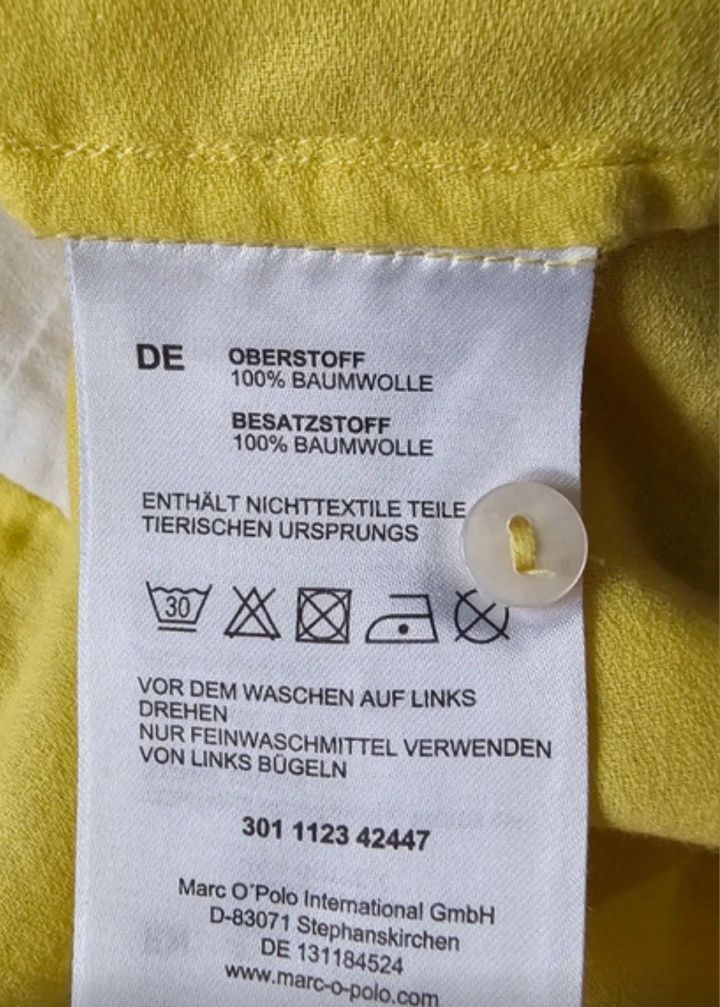 DE OBERSTOFF
100% BAUMWOLLE
BESATZSTOFF
100% BAUMWOLLE
ENTHÄLT NICHTTEXTILE TEILE
TIERISCHEN URSPRUNGS
30
VOR DEM WASCHEN AUF LINKS
DREHEN
NUR FEINWASCHMITTEL VERWENDEN
VON LINKS BÜGELN
301 1123 42447
Marc O´Polo International GmbH
D-83071 Stephanskirchen
DE 131184524
www.marc-o-polo.com